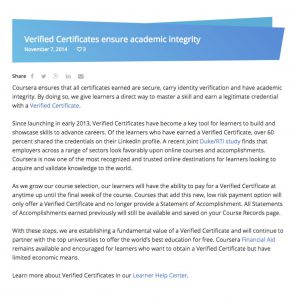 Verified Certificates ensure academic integrity
November 7, 2014 3
Share
Coursera ensures that all certificates earned are secure, carry identity verification and have academic
integrity. By doing so, we give learners a direct way to master a skill and earn a legitimate credential
with a Verified Certificate.
Since launching in early 2013, Verified Certificates have become a key tool for learners to build and
showcase skills to advance careers. Of the learners who have earned a Verified Certificate, over 60
percent shared the credentials on their LinkedIn profile. A recent joint Duke/RTI study finds that
employers across a range of sectors look favorably upon online courses and accomplishments.
Coursera is now one of the most recognized and trusted online destinations for learners looking to
acquire and validate knowledge to the world.
As we grow our course selection, our learners will have the ability to pay for a Verified Certificate at
anytime up until the final week of the course. Courses that add this new, low risk payment option will
only offer a Verified Certificate and no longer provide a Statement of Accomplishment. All Statements
of Accomplishments earned previously will still be available and saved on your Course Records page.
With these steps, we are establishing a fundamental value of a Verified Certificate and will continue to
partner with the top universities to offer the world's best education for free. Coursera Financial Aid
remains available and encouraged for learners who want to obtain a Verified Certificate but have
limited economic means.
Learn more about Verified Certificates in our Learner Help Center.